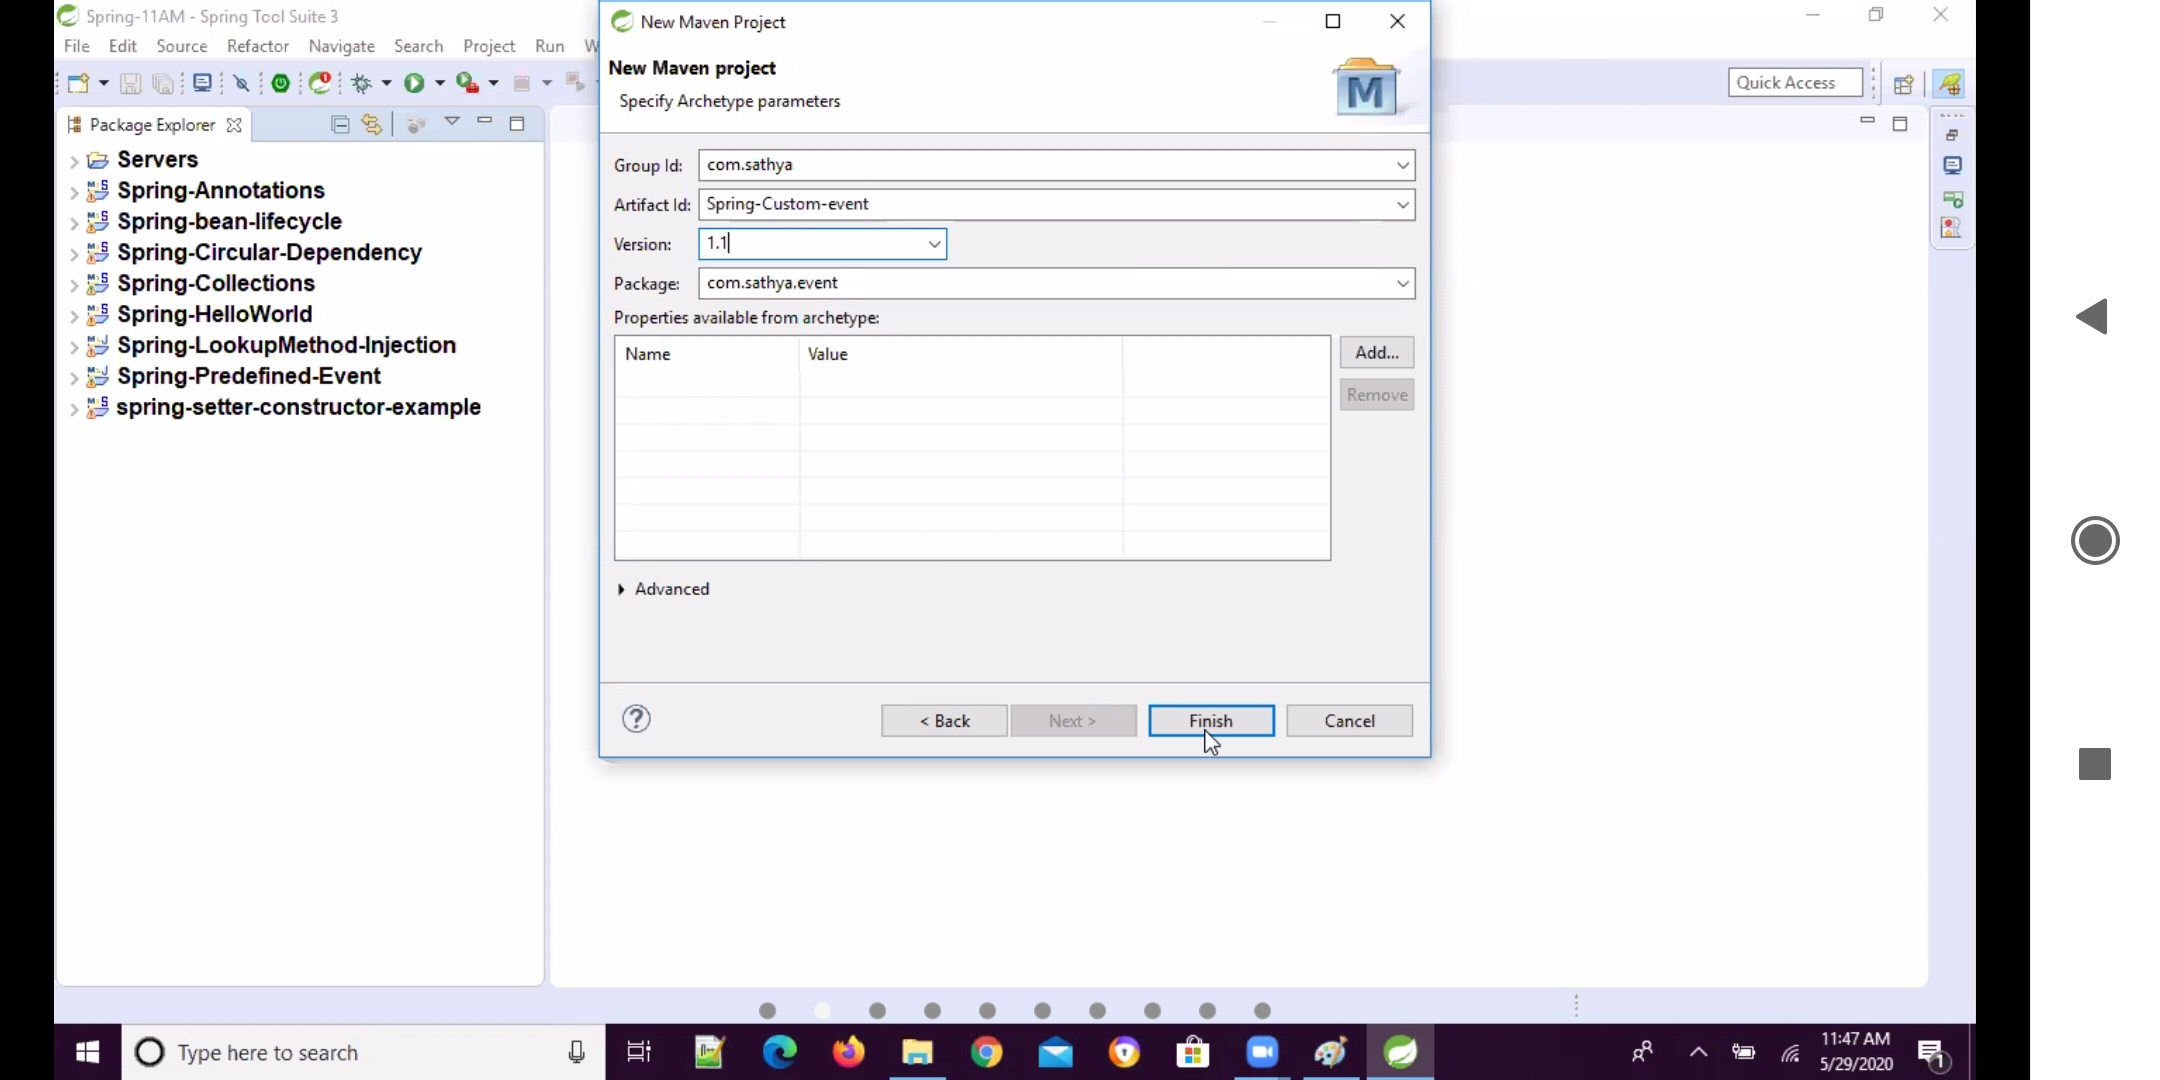 Spring-11AM - Spring Tool Suite 3
File Edit Source Refactor Navigate Search Project Run W
Quick Access
Package Explorer
Servers
Spring-Annotations
Spring-bean-lifecycle
Spring-Circular-Dependency
Spring-Collections
Spring-HelloWorld
Spring-LookupMethod-Injection
Spring-Predefined-Event
spring-setter-constructor-example
New Maven Project
New Maven project
Specify Archetype parameters
M
Group Id: com.sathya
Artifact Id: Spring-Custom-event
Version: 1.1
Package: com.sathya.event
Properties available from archetype:
Name Value
Add...
Remove
Advanced
?
< Back Next > Finish Cancel
Type here to search
11:47 AM
5/29/2020
1